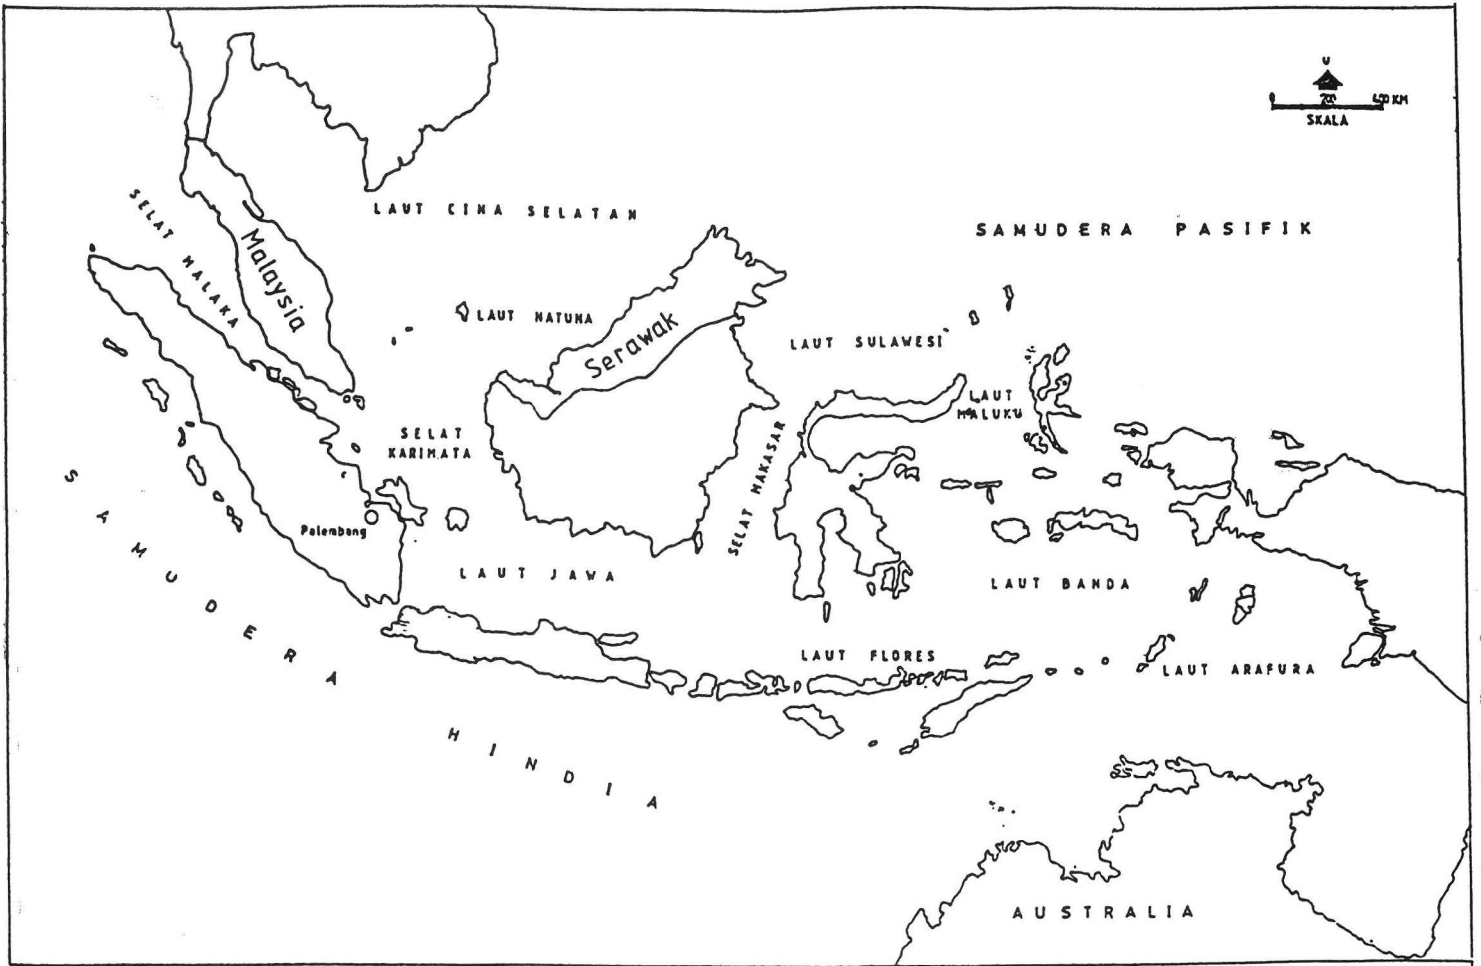 U
0 200 400 KM
SKALA
SELAT MALAKA
LAUT CINA SELATAN
SAMUDERA PASIFIK
Malaysia
LAUT NATUNA
Serawak
LAUT SULAWESI
LAUT
MALUKU
SELAT
KARIMATA
SELAT MAKASAR
Palembang
SAMUDERA HINDIA
LAUT JAWA
LAUT BANDA
LAUT FLORES
LAUT ARAFURA
AUSTRALIA